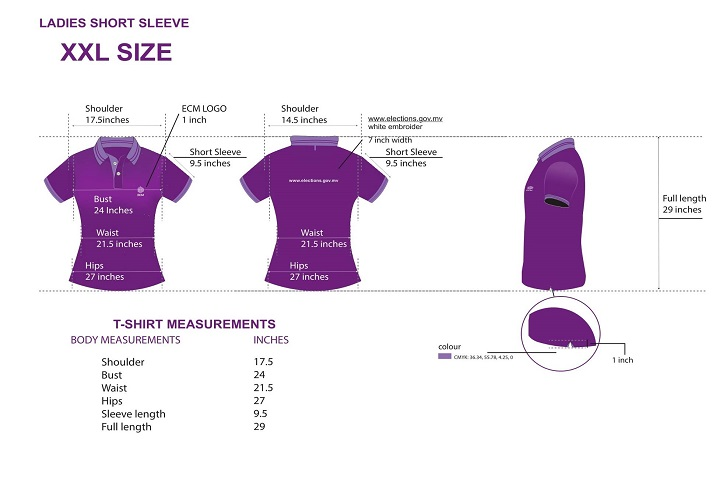 LADIES SHORT SLEEVE
XXL SIZE
Shoulder
17.5inches
ECM LOGO
1 inch
Short Sleeve
9.5 inches
Bust
24 Inches
Waist
21.5 inches
Hips
27 inches
Shoulder
14.5 inches
www.elections.gov.mv
white embroider
7 inch width
Short Sleeve
9.5 inches
www.elections.gov.mv
Waist
21.5 inches
Hips
27 inches
Full length
29 inches
1 inch
colour
CMYK: 36.34, 55.78, 4.25, 0
T-SHIRT MEASUREMENTS
BODY MEASUREMENTS INCHES
Shoulder 17.5
Bust 24
Waist 21.5
Hips 27
Sleeve length 9.5
Full length 29